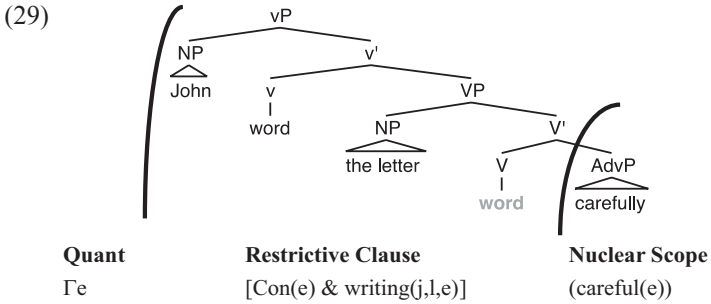 (29)
vP
NP v'
John v VP
word NP V'
the letter V AdvP
word carefully
Quant Restrictive Clause Nuclear Scope
Γe [Con(e) & writing(j,l,e)] (careful(e))